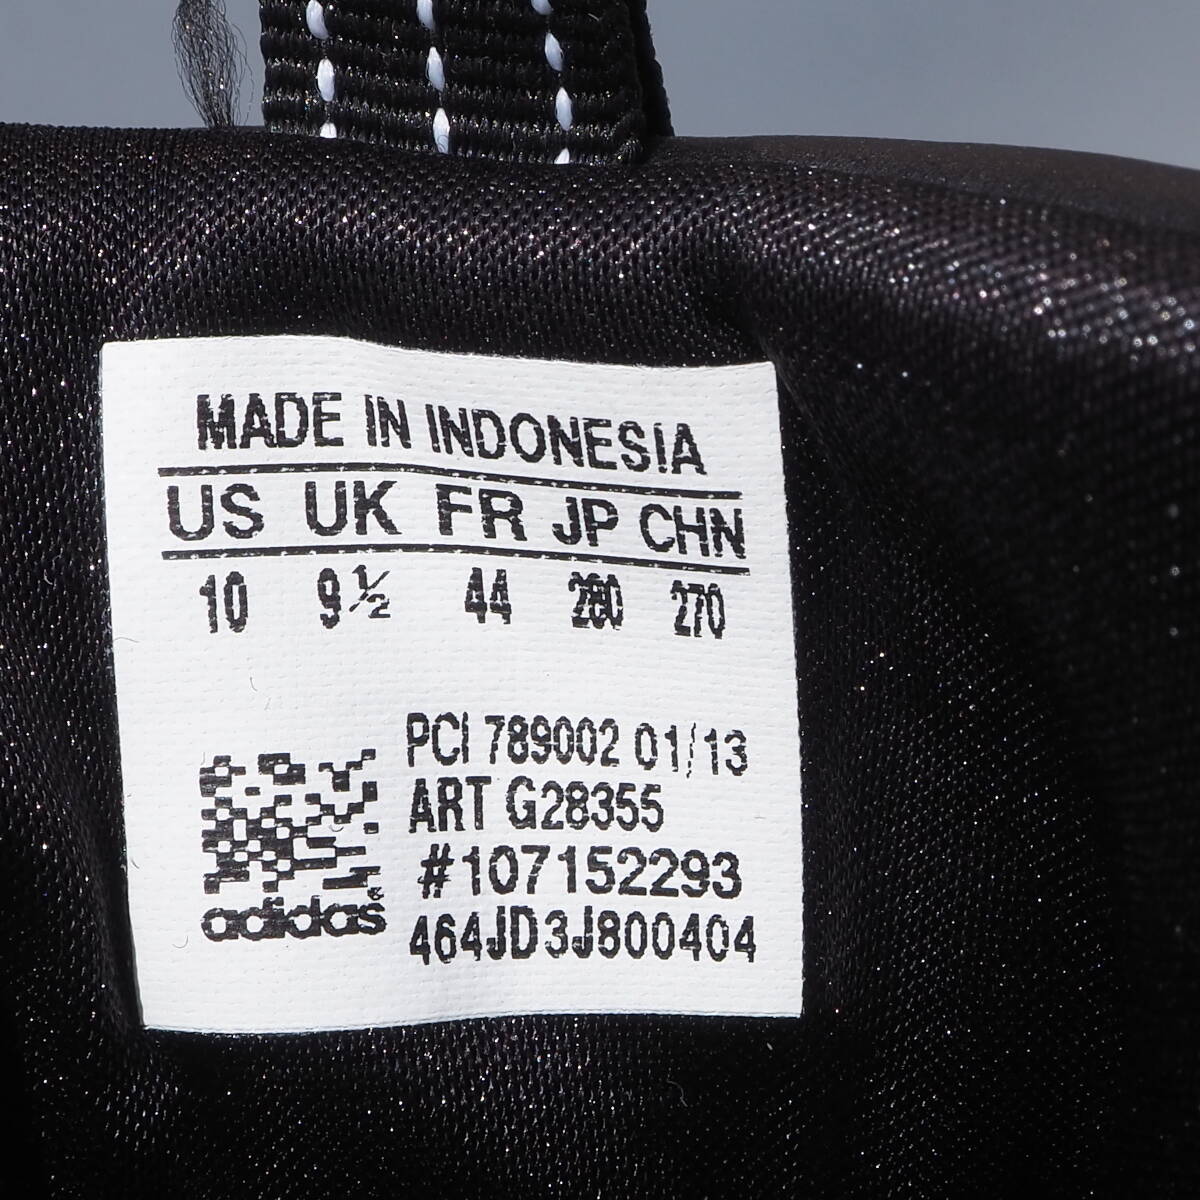 MADE IN INDONESIA
US UK FR JP CHN
10 9½ 44 280 270
PCI 789002 01/13
ART G28355
#107152293
464JD3J800404
adidas